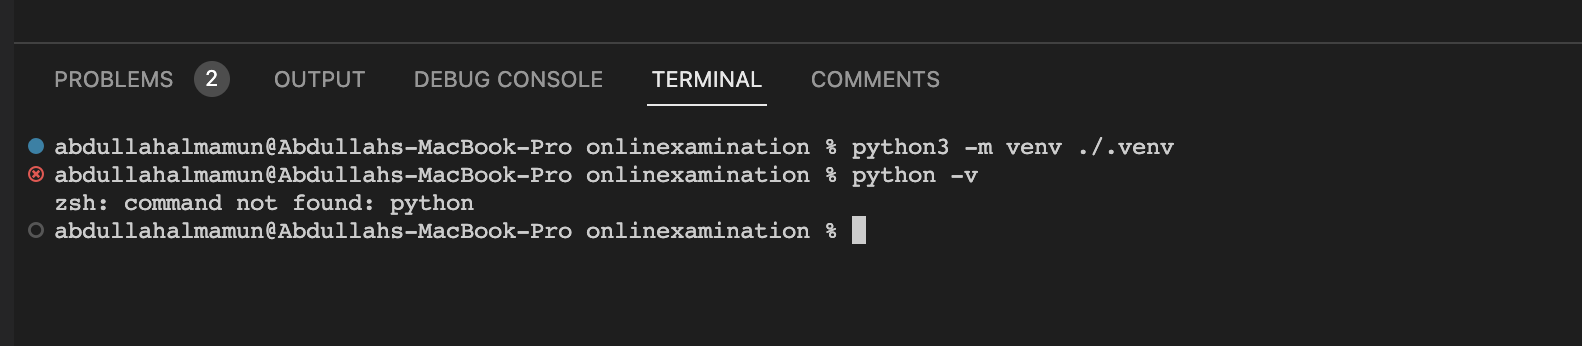 PROBLEMS 2 OUTPUT DEBUG CONSOLE TERMINAL COMMENTS
abdullahalmamun@Abdullahs-MacBook-Pro onlinexamination % python3 -m venv ./.venv
abdullahalmamun@Abdullahs-MacBook-Pro onlinexamination % python -v
zsh: command not found: python
abdullahalmamun@Abdullahs-MacBook-Pro onlinexamination %